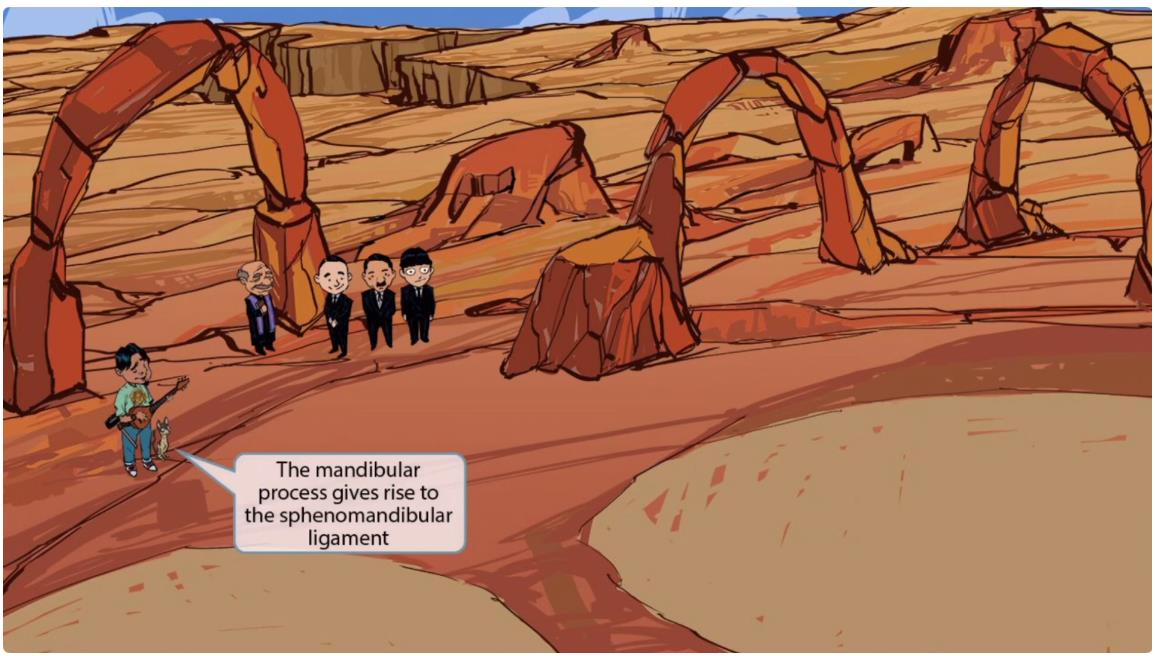 The mandibular
process gives rise to
the sphenomandibular
ligament